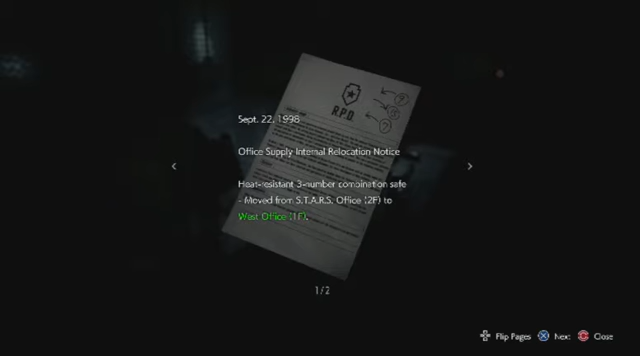 R.P.D.
Sept. 22, 1998
Office Supply Internal Relocation Notice
Heat-resistant 3-number combination safe
- Moved from S.T.A.R.S. Office (2F) to
West Office (1F).
1/2
Flip Pages Next Close